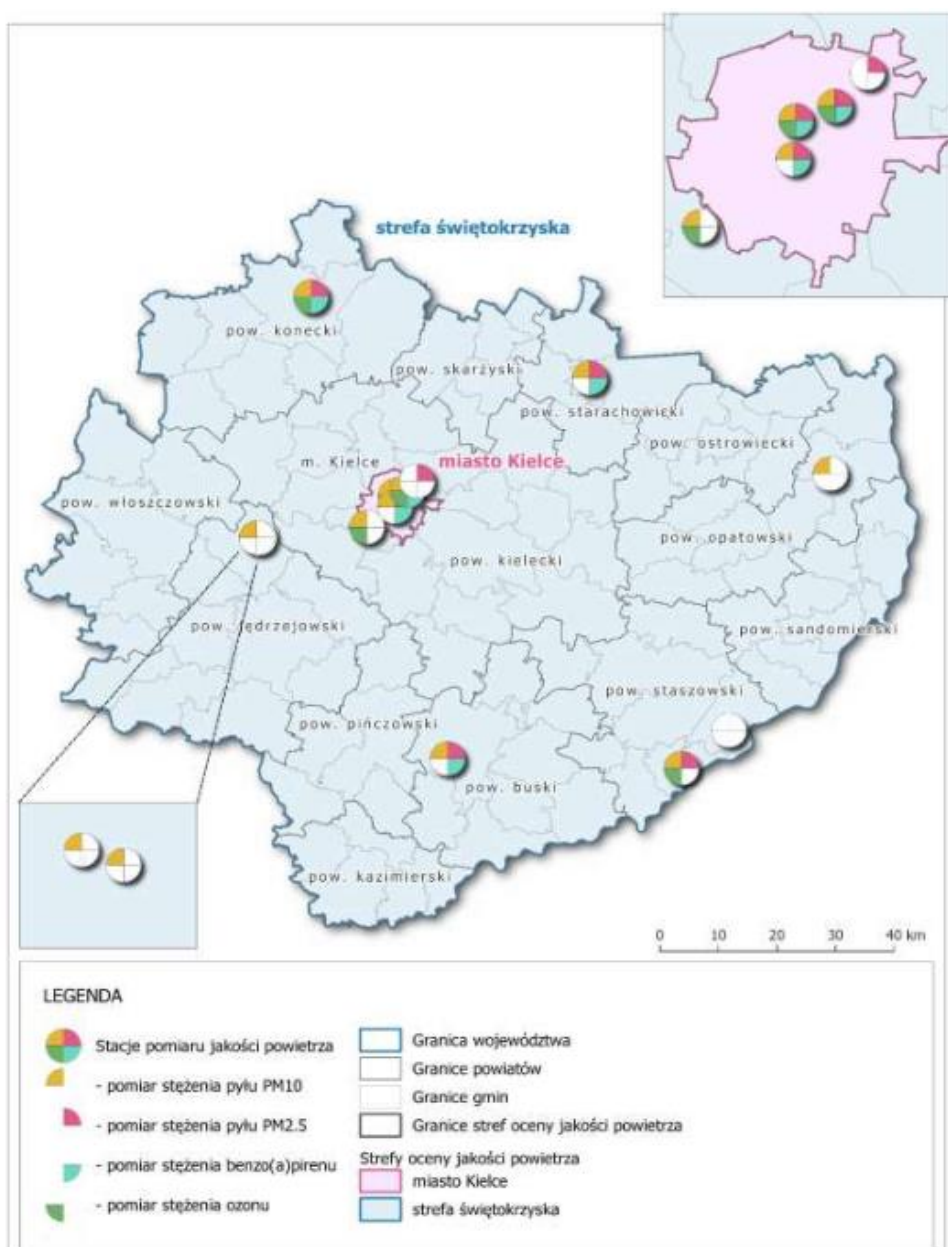 strefa świętokrzyska
pow. konecki
pow. skarżyski
pow. starachowicki
pow. ostrowiecki
m. Kielce
miasto Kielce
pow. włoszczowski
pow. opatowski
pow. kielecki
pow. jędrzejowski
pow. sandomierski
pow. staszowski
pow. pińczowski
pow. buski
pow. kazimierski
0 10 20 30 40 km
LEGENDA
Stacje pomiaru jakości powietrza
- pomiar stężenia pyłu PM10
- pomiar stężenia pyłu PM2.5
- pomiar stężenia benzo(a)pirenu
- pomiar stężenia ozonu
Granica województwa
Granice powiatów
Granice gmin
Granice stref oceny jakości powietrza
Strefy oceny jakości powietrza
miasto Kielce
strefa świętokrzyska